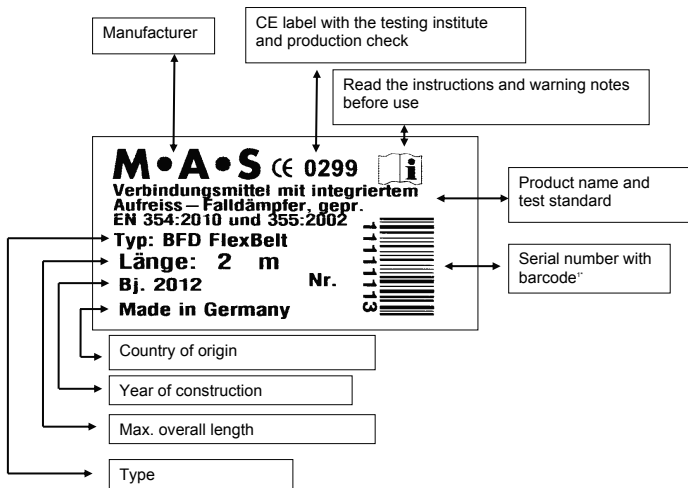 Manufacturer
CE label with the testing institute
and production check
Read the instructions and warning notes
before use
M•A•S CE 0299
Verbindungsmittel mit integriertem
Aufreiss – Falldämpfer, gepr.
EN 354:2010 und 355:2002
Typ: BFD FlexBelt
Länge: 2 m
Bj. 2012
Nr.
Made in Germany
Product name and
test standard
Serial number with
barcode
Country of origin
Year of construction
Max. overall length
Type